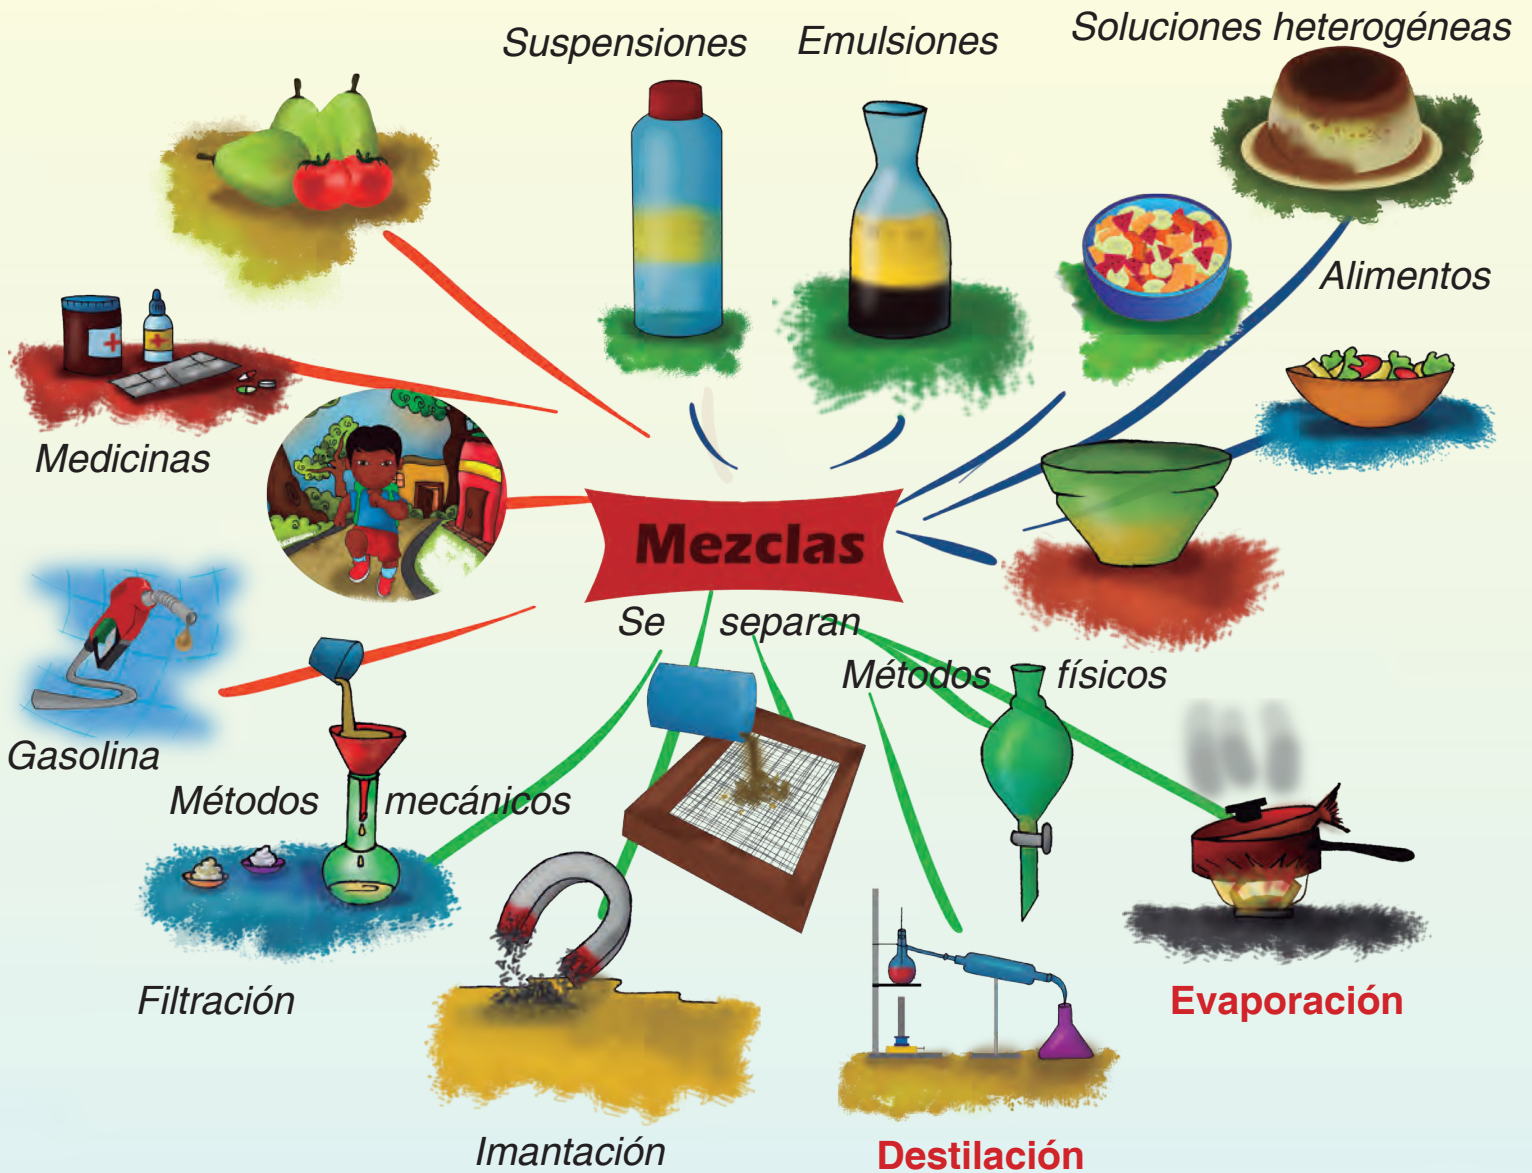 Suspensiones
Emulsiones
Soluciones heterogéneas
Alimentos
Medicinas
Mezclas
Se separan
Métodos físicos
Gasolina
Métodos mecánicos
Filtración
Evaporación
Imantación
Destilación